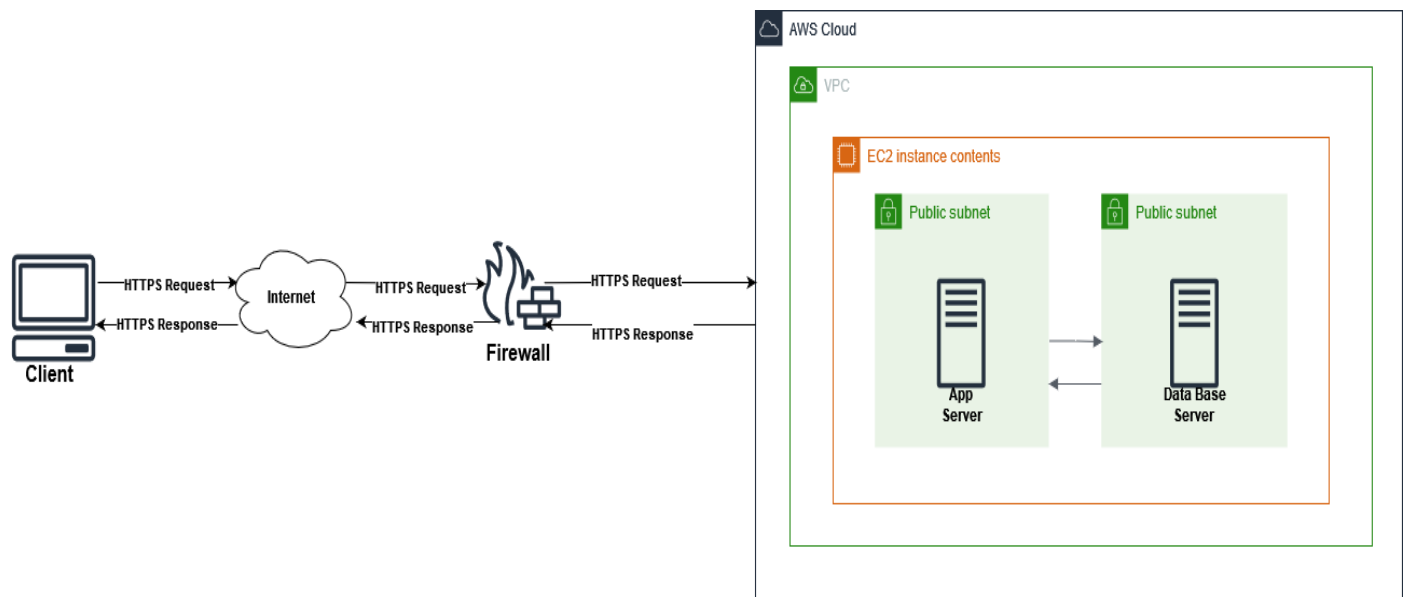 AWS Cloud
VPC
EC2 instance contents
Public subnet
Public subnet
HTTPS Request
HTTPS Response
Client
Internet
HTTPS Request
HTTPS Response
Firewall
HTTPS Request
HTTPS Response
App
Server
Data Base
Server